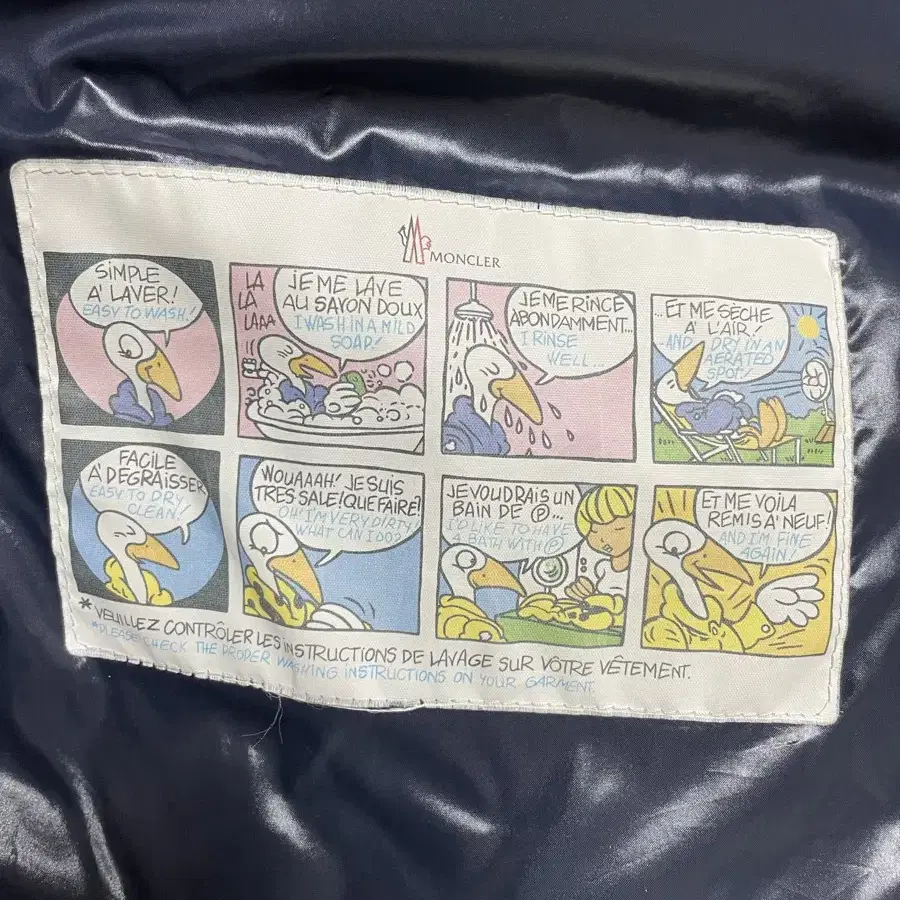 MONCLER
SiMPLE
A' LAVER!
EASY TO WASH!
LA
LA
LAAA
JE ME LAVE
AU SAVON DOUX
I WASH iN A MILD
SOAP!
JE ME RINCE
ABONDAMMENT...
I RINSE
WELL...
...ET ME SÈCHE
A' L'AIR!
-AND I DRY IN AN
AERATED
SPOT!
FACILE
A' DEGRAiSSER
EASY TO DRY
CLEAN!
WOUAAAH! JE SUIS
TRES SALE! QUE FAIRE?
OH I'M VERY DIRTY!
WHAT CAN I DO?
JE VOUDRAIS UN
BAIN DE Ⓟ...
I'D LIKE TO HAVE
A BATH WITH Ⓟ
ET ME VOILA
REMIS A' NEUF!
AND I'M FINE
AGAIN!
* VEUILLEZ CONTRÔLER LES iNSTRUCTIONS DE LAVAGE SUR VÔTRE VÊTEMENT.
*PLEASE CHECK THE PROPER WASHING iNSTRUCTIONS ON YOUR GARMENT.